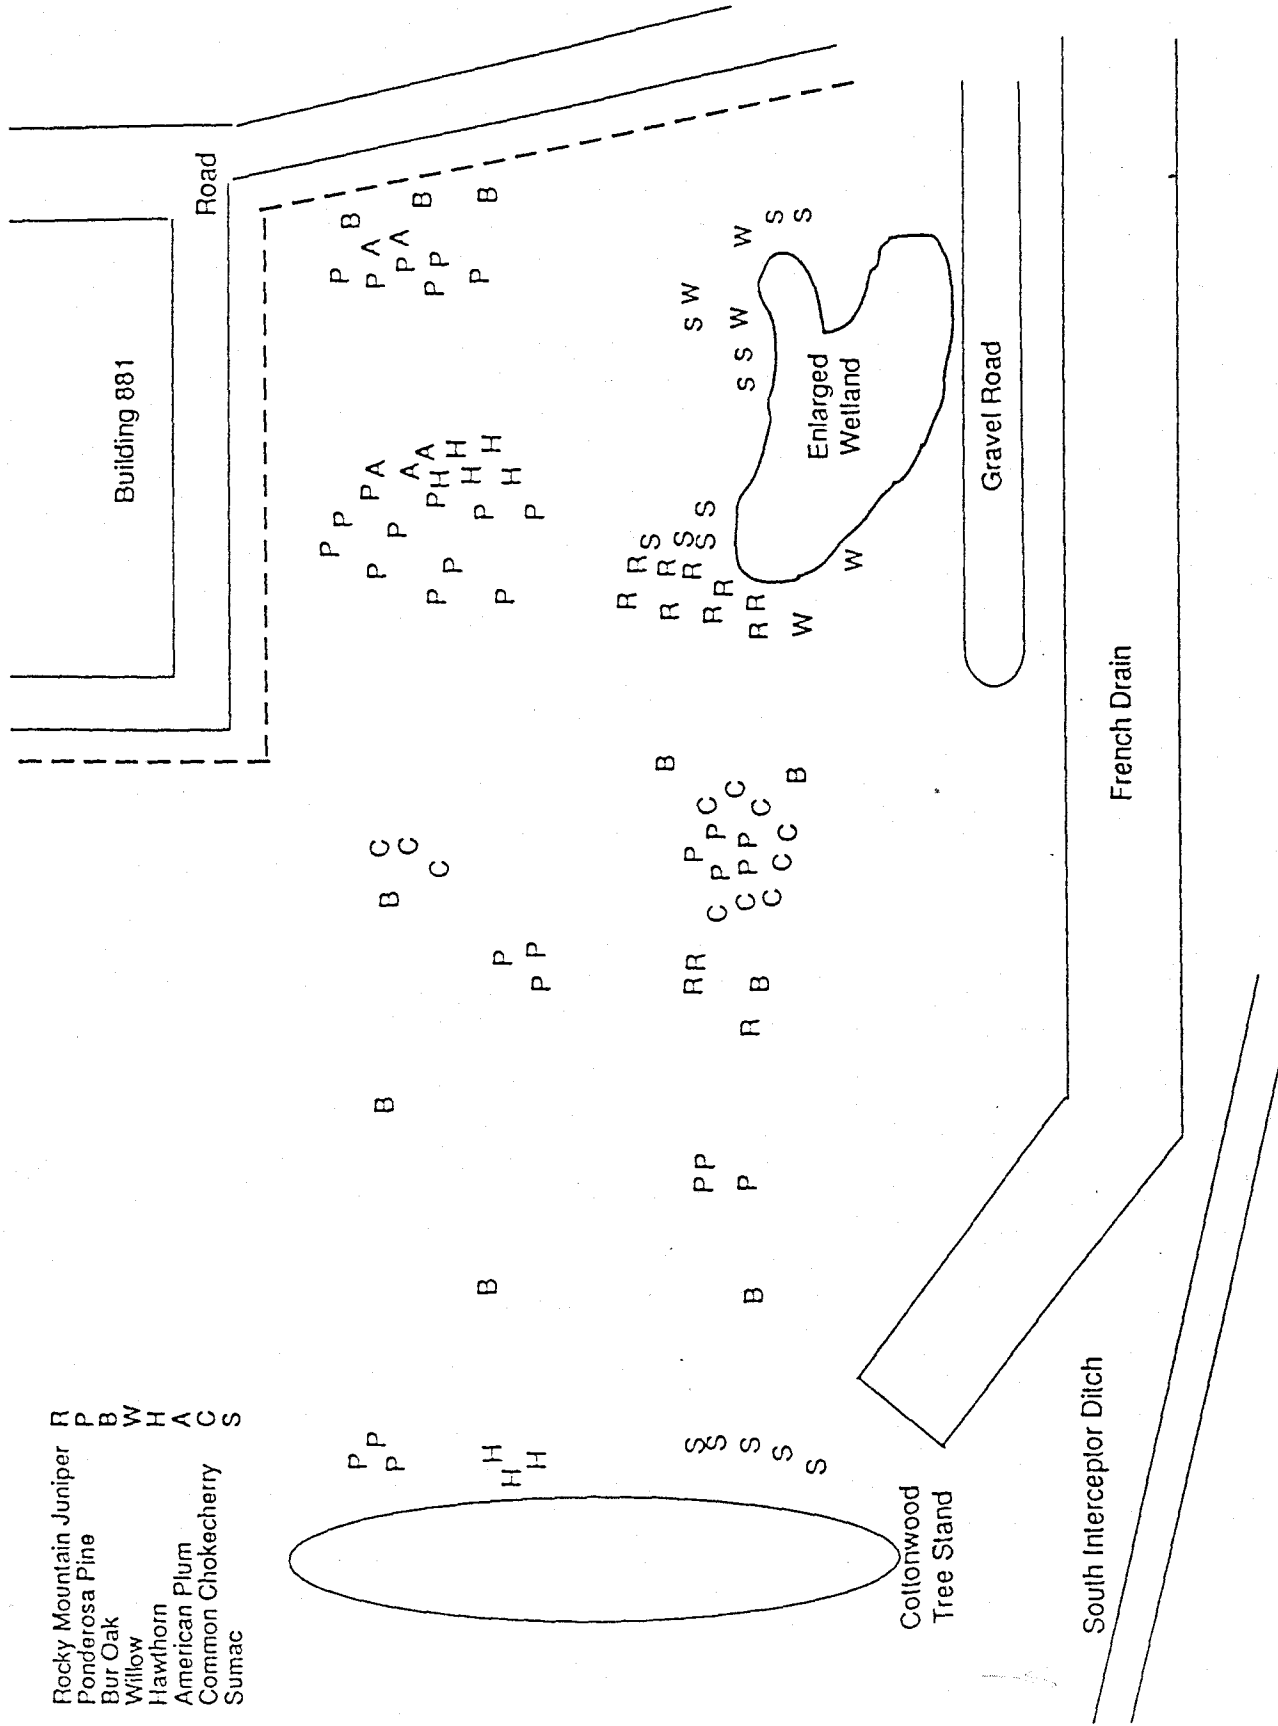 Rocky Mountain Juniper R
Ponderosa Pine P
Bur Oak B
Willow W
Hawthorn H
American Plum A
Common Chokecherry C
Sumac S
Building 881
Road
P P P
H H H
B
B
B C C C
P P P
P P P A
P P A A
P P P H H
P H H
P H
P P
P B
P A
P A B
P P
P B
S S S S S
B
P P
P
R R
R B
B
P P C
P P C
C P C
C C C
C B
R R S
R R S
R R S S
R R R
W
W
S W
S S W
W
S S
Enlarged
Wetland
Gravel Road
French Drain
Cottonwood
Tree Stand
South Interceptor Ditch